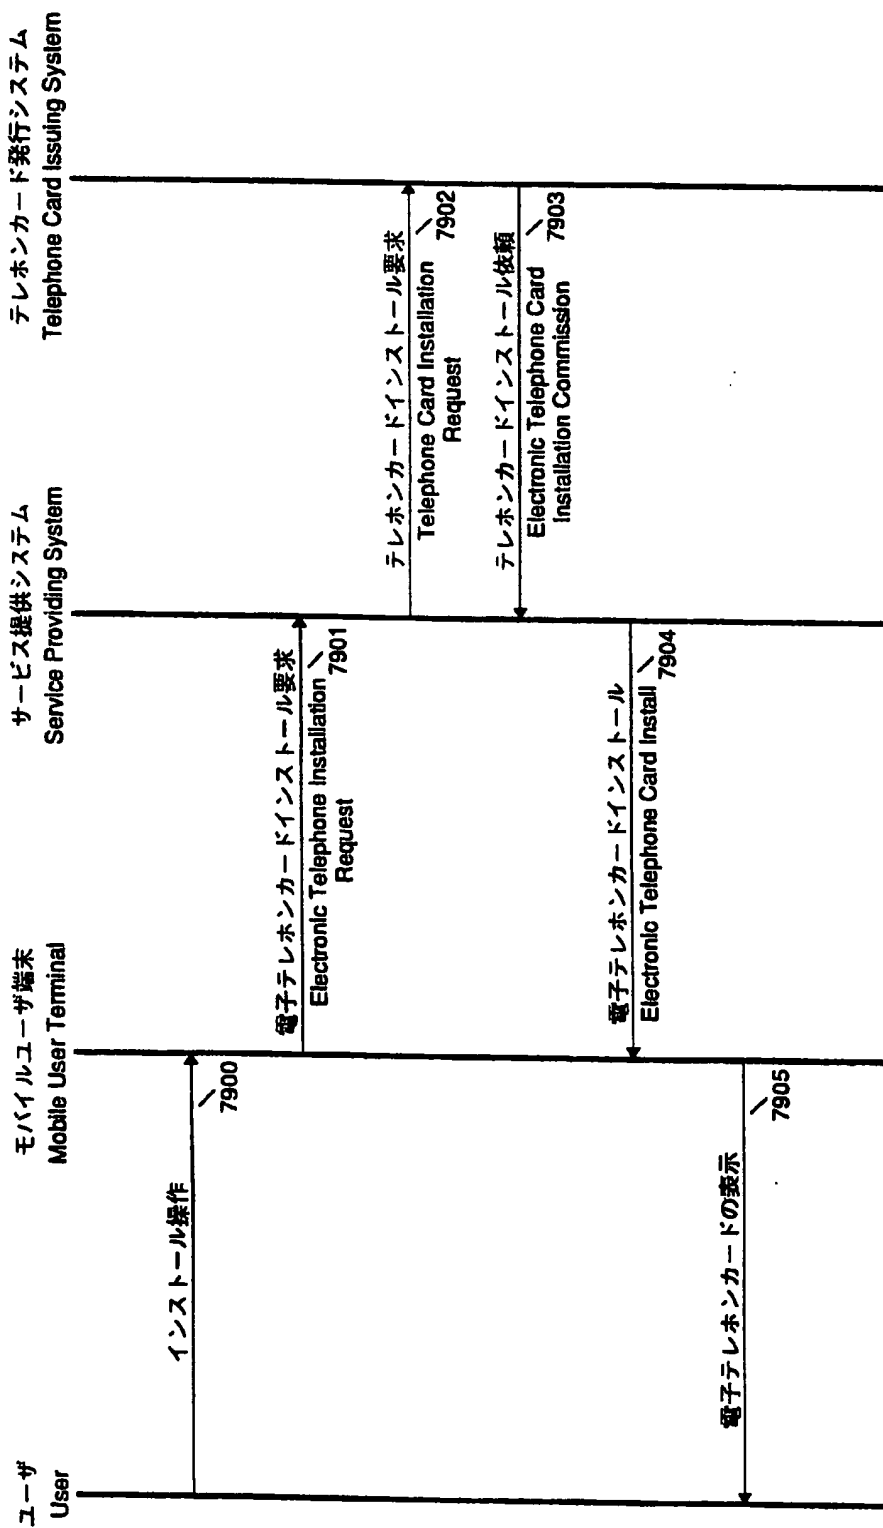 ユーザ
User
モバイルユーザ端末
Mobile User Terminal
サービス提供システム
Service Providing System
テレホンカード発行システム
Telephone Card Issuing System
インストール操作
7900
電子テレホンカードインストール要求
Electronic Telephone Installation
Request
7901
テレホンカードインストール要求
Telephone Card Installation
Request
7902
テレホンカードインストール依頼
Electronic Telephone Card
Installation Commission
7903
電子テレホンカードインストール
Electronic Telephone Card Install
7904
電子テレホンカードの表示
7905